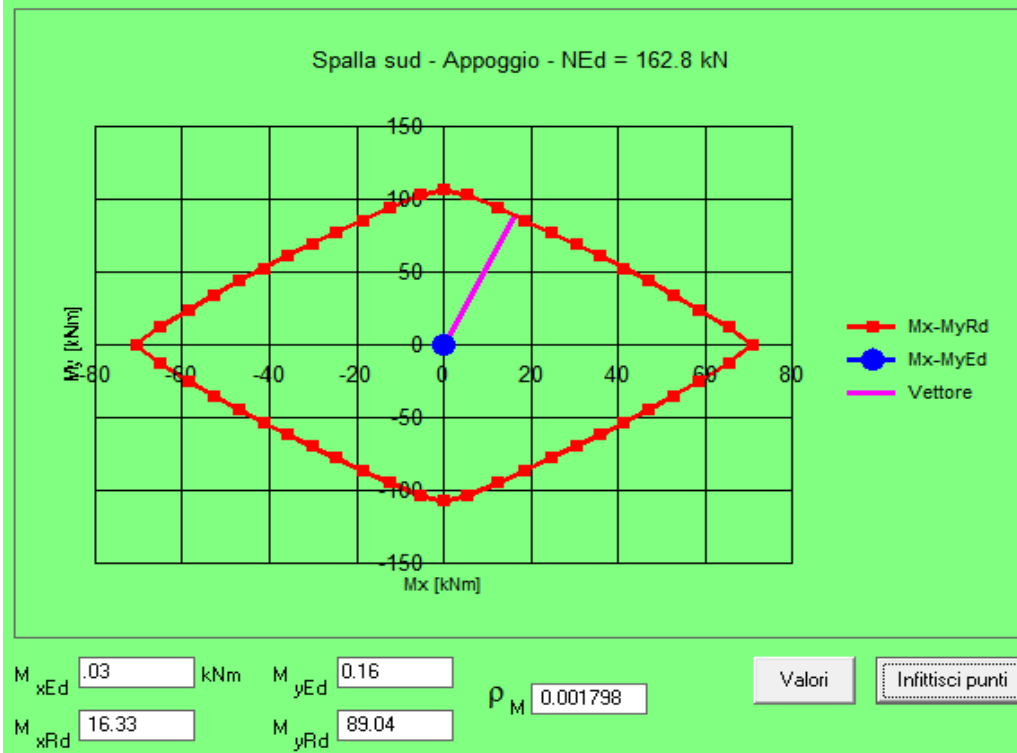 Spalla sud - Appoggio - NEd = 162.8 kN
150
100
50
0
-50
-100
-150
-80 -60 -40 -20 0 20 40 60 80
My [kNm]
Mx [kNm]
Mx-MyRd
Mx-MyEd
Vettore
M xEd .03 kNm M yEd 0.16
M xRd 16.33 M yRd 89.04
ρ M 0.001798
Valori
Infittisci punti